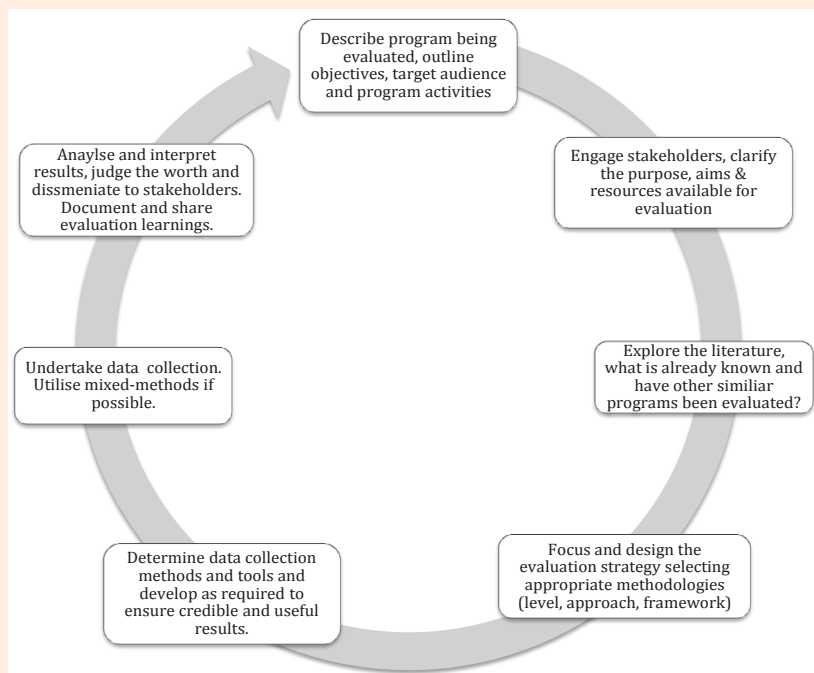 Describe program being
evaluated, outline
objectives, target audience
and program activities
Engage stakeholders, clarify
the purpose, aims &
resources available for
evaluation
Explore the literature,
what is already known and
have other similiar
programs been evaluated?
Focus and design the
evaluation strategy selecting
appropriate methodologies
(level, approach, framework)
Determine data collection
methods and tools and
develop as required to
ensure credible and useful
results.
Undertake data collection.
Utilise mixed-methods if
possible.
Anaylse and interpret
results, judge the worth and
dissmeniate to stakeholders.
Document and share
evaluation learnings.